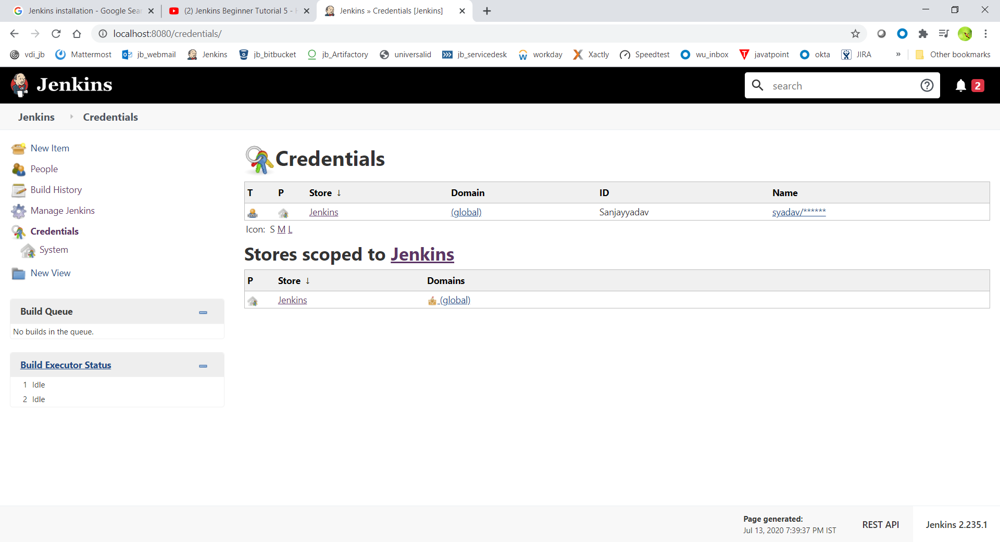 Jenkins installation - Google Sear
(2) Jenkins Beginner Tutorial 5 -
Jenkins » Credentials [Jenkins]
localhost:8080/credentials/
vdi_jb Mattermost jb_webmail Jenkins jb_bitbucket jb_Artifactory universalid jb_servicedesk workday Xactly Speedtest wu_inbox javatpoint okta JIRA » Other bookmarks
Jenkins
search
2
Jenkins Credentials
New Item
People
Build History
Manage Jenkins
Credentials
System
New View
Build Queue
No builds in the queue.
Build Executor Status
1 Idle
2 Idle
Credentials
T P Store ↓ Domain ID Name
Jenkins (global) Sanjayyadav syadav/******
Icon: S M L
Stores scoped to Jenkins
P Store ↓ Domains
Jenkins (global)
Page generated:
Jul 13, 2020 7:39:37 PM IST
REST API
Jenkins 2.235.1